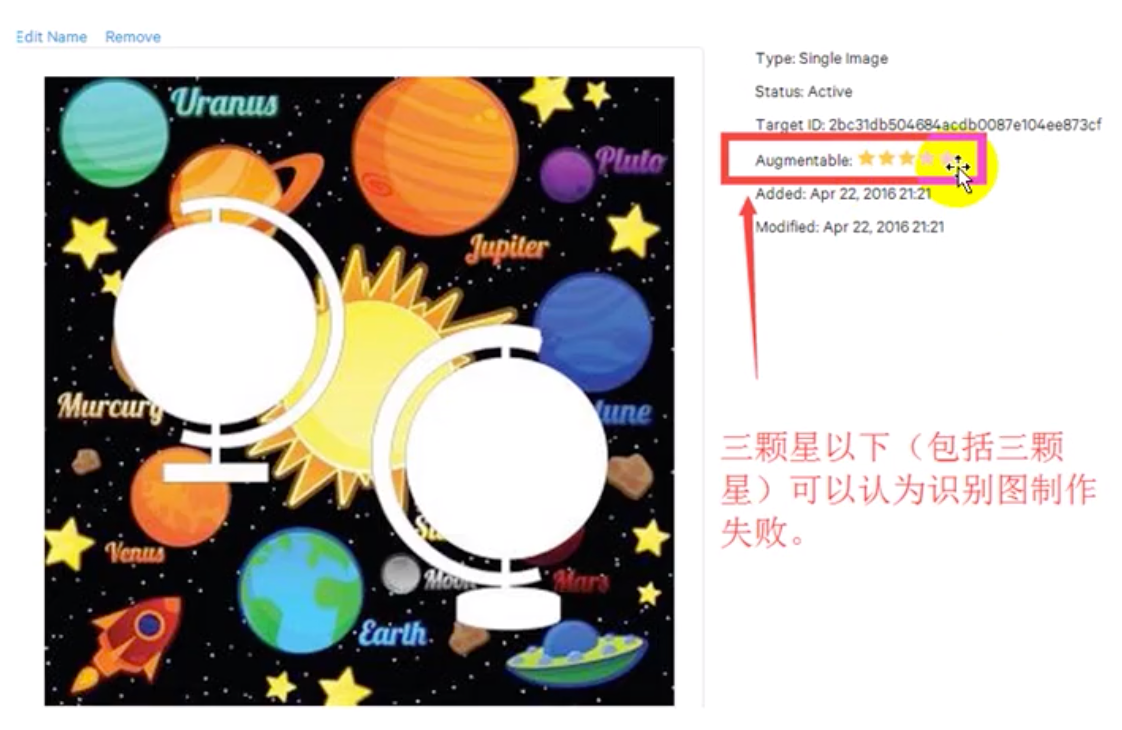 Edit Name Remove
Type: Single Image
Status: Active
Target ID: 2bc31db504684acdb0087e104ee873cf
Augmentable:
Added: Apr 22, 2016 21:21
Modified: Apr 22, 2016 21:21
Uranus
Pluto
Jupiter
Murcury
Venus
Moon
Mars
Earth
三颗星以下（包括三颗
星）可以认为识别图制作
失败。